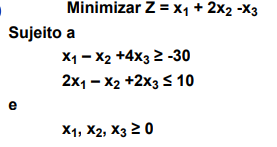 Minimizar Z = x₁ + 2x₂ -x₃
Sujeito a
x₁ – x₂ +4x₃ ≥ -30
2x₁ – x₂ +2x₃ ≤ 10
e
x₁, x₂, x₃ ≥ 0